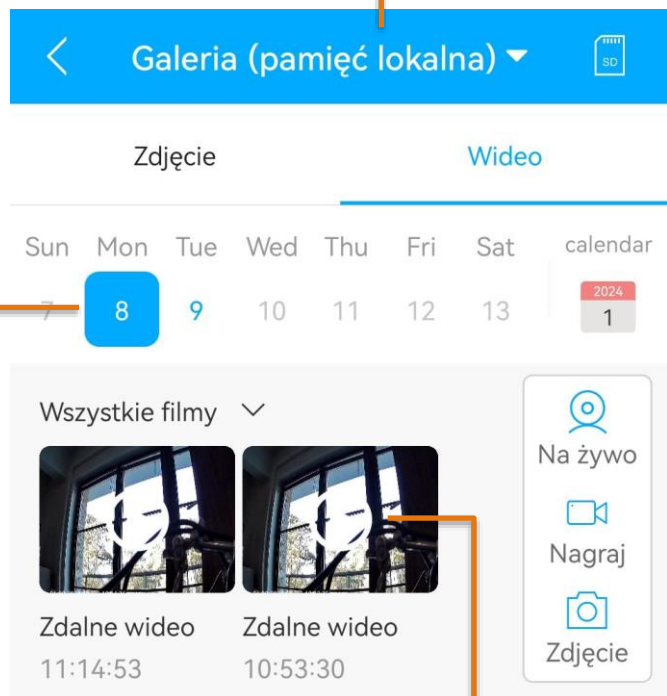 Galeria (pamięć lokalna)
SD
Zdjęcie Wideo
Sun Mon Tue Wed Thu Fri Sat calendar
7 8 9 10 11 12 13
2024
1
Wszystkie filmy
Na żywo
Nagraj
Zdjęcie
Zdalne wideo Zdalne wideo
11:14:53 10:53:30